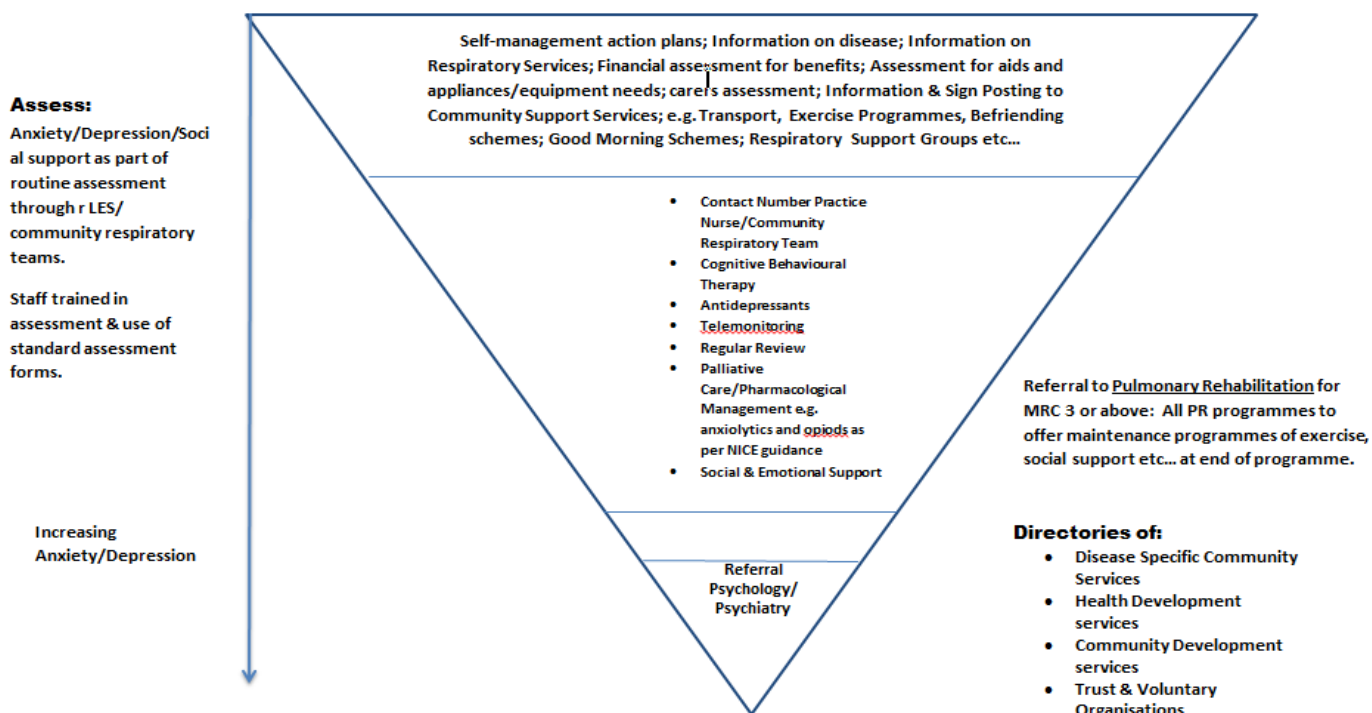 Self-management action plans; Information on disease; Information on
Respiratory Services; Financial assessment for benefits; Assessment for aids and
appliances/equipment needs; carers assessment; Information & Sign Posting to
Community Support Services; e.g. Transport, Exercise Programmes, Befriending
schemes; Good Morning Schemes; Respiratory Support Groups etc...
Assess:
Anxiety/Depression/Soci
al support as part of
routine assessment
through r LES/
community respiratory
teams.
Staff trained in
assessment & use of
standard assessment
forms.
Increasing
Anxiety/Depression
• Contact Number Practice
Nurse/Community
Respiratory Team
• Cognitive Behavioural
Therapy
• Antidepressants
• Telemonitoring
• Regular Review
• Palliative
Care/Pharmacological
Management e.g.
anxiolytics and opiods as
per NICE guidance
• Social & Emotional Support
Referral
Psychology/
Psychiatry
Referral to Pulmonary Rehabilitation for
MRC 3 or above: All PR programmes to
offer maintenance programmes of exercise,
social support etc... at end of programme.
Directories of:
• Disease Specific Community
Services
• Health Development
services
• Community Development
services
• Trust & Voluntary
Organisations